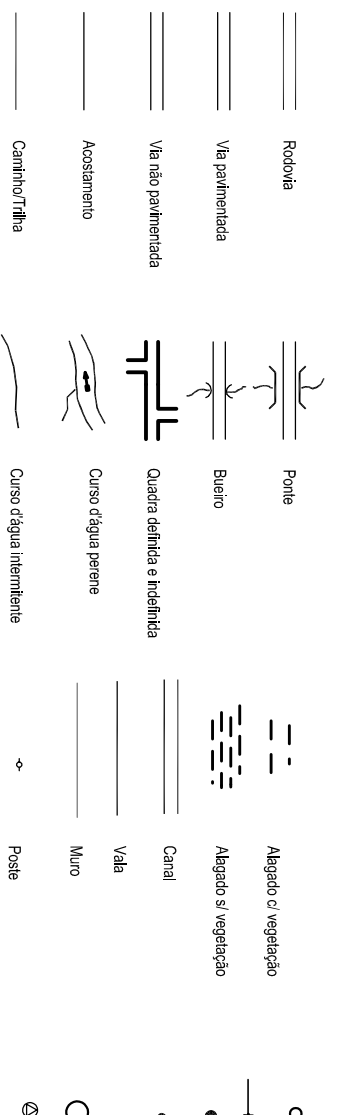 Rodovia
Via pavimentada
Via não pavimentada
Acostamento
Caminho/Trilha
Ponte
Bueiro
Quadra definida e indefinida
Curso d'água perene
Curso d'água intermitente
Alagado c/ vegetação
Alagado s/ vegetação
Canal
Vala
Muro
Poste